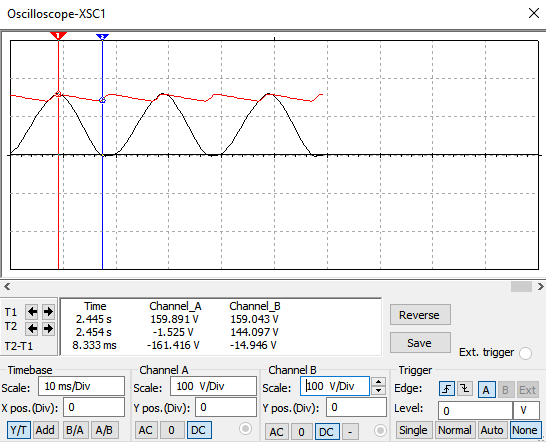 Oscilloscope-XSC1
1
2
T1
T2
T2-T1
Time Channel_A Channel_B
2.445 s 159.891 V 159.043 V
2.454 s -1.525 V 144.097 V
8.333 ms -161.416 V -14.946 V
Reverse
Save
Ext. trigger
Timebase
Scale: 10 ms/Div
X pos.(Div): 0
Y/T Add B/A A/B
Channel A
Scale: 100 V/Div
Y pos.(Div): 0
AC 0 DC
Channel B
Scale: 100 V/Div
Y pos.(Div): 0
AC 0 DC -
Trigger
Edge: A B Ext
Level: 0 V
Single Normal Auto None